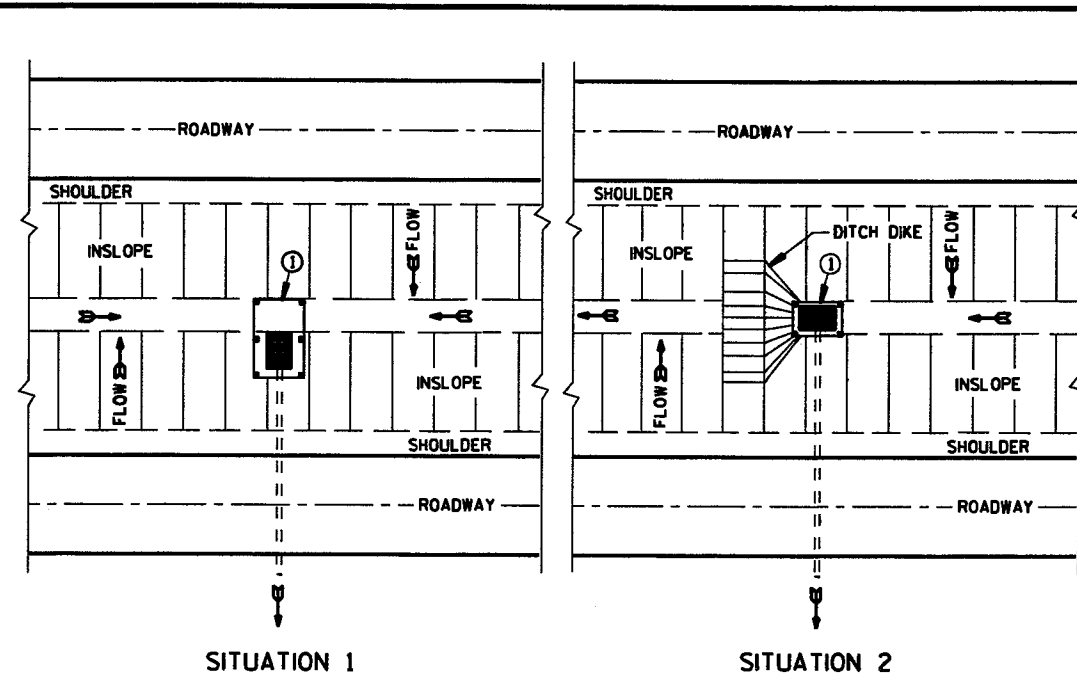 ROADWAY
SHOULDER
INSLOPE
FLOW
1
FLOW
INSLOPE
SHOULDER
ROADWAY
SITUATION 1
ROADWAY
SHOULDER
DITCH DIKE
INSLOPE
FLOW
1
FLOW
INSLOPE
SHOULDER
ROADWAY
SITUATION 2